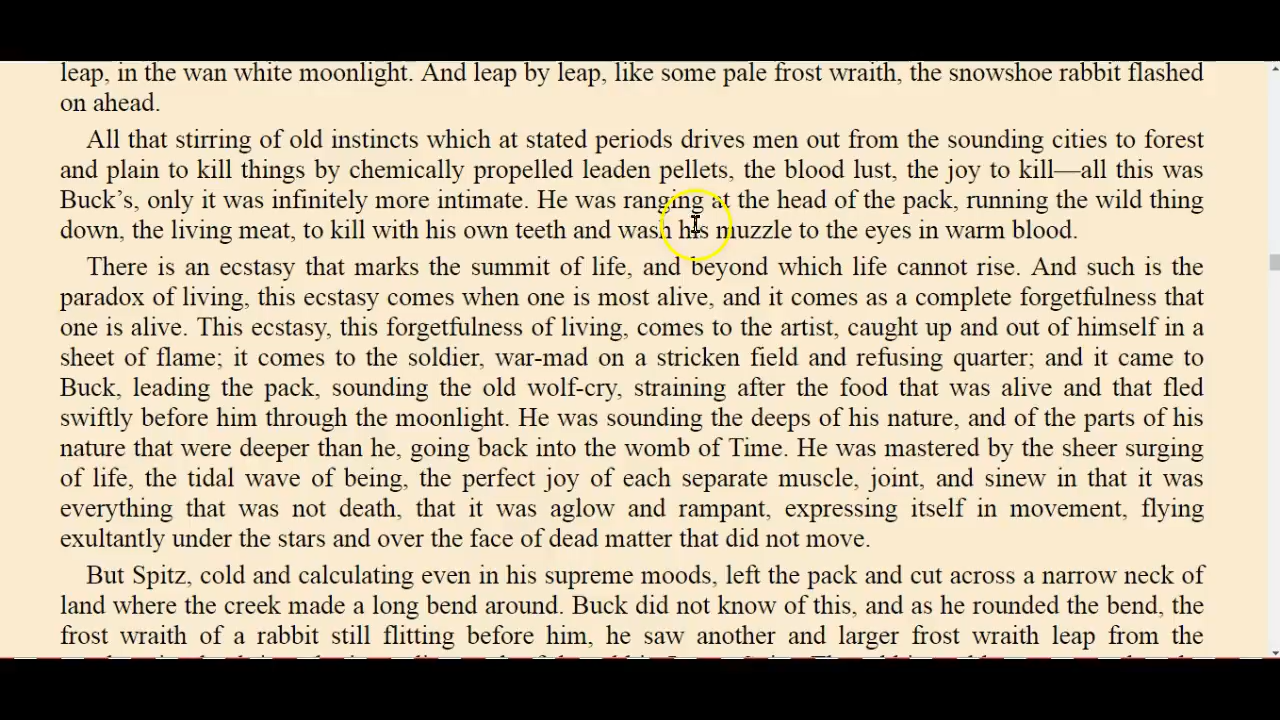 leap, in the wan white moonlight. And leap by leap, like some pale frost wraith, the snowshoe rabbit flashed
on ahead.
All that stirring of old instincts which at stated periods drives men out from the sounding cities to forest
and plain to kill things by chemically propelled leaden pellets, the blood lust, the joy to kill—all this was
Buck’s, only it was infinitely more intimate. He was ranging at the head of the pack, running the wild thing
down, the living meat, to kill with his own teeth and wash his muzzle to the eyes in warm blood.
There is an ecstasy that marks the summit of life, and beyond which life cannot rise. And such is the
paradox of living, this ecstasy comes when one is most alive, and it comes as a complete forgetfulness that
one is alive. This ecstasy, this forgetfulness of living, comes to the artist, caught up and out of himself in a
sheet of flame; it comes to the soldier, war-mad on a stricken field and refusing quarter; and it came to
Buck, leading the pack, sounding the old wolf-cry, straining after the food that was alive and that fled
swiftly before him through the moonlight. He was sounding the deeps of his nature, and of the parts of his
nature that were deeper than he, going back into the womb of Time. He was mastered by the sheer surging
of life, the tidal wave of being, the perfect joy of each separate muscle, joint, and sinew in that it was
everything that was not death, that it was aglow and rampant, expressing itself in movement, flying
exultantly under the stars and over the face of dead matter that did not move.
But Spitz, cold and calculating even in his supreme moods, left the pack and cut across a narrow neck of
land where the creek made a long bend around. Buck did not know of this, and as he rounded the bend, the
frost wraith of a rabbit still flitting before him, he saw another and larger frost wraith leap from the